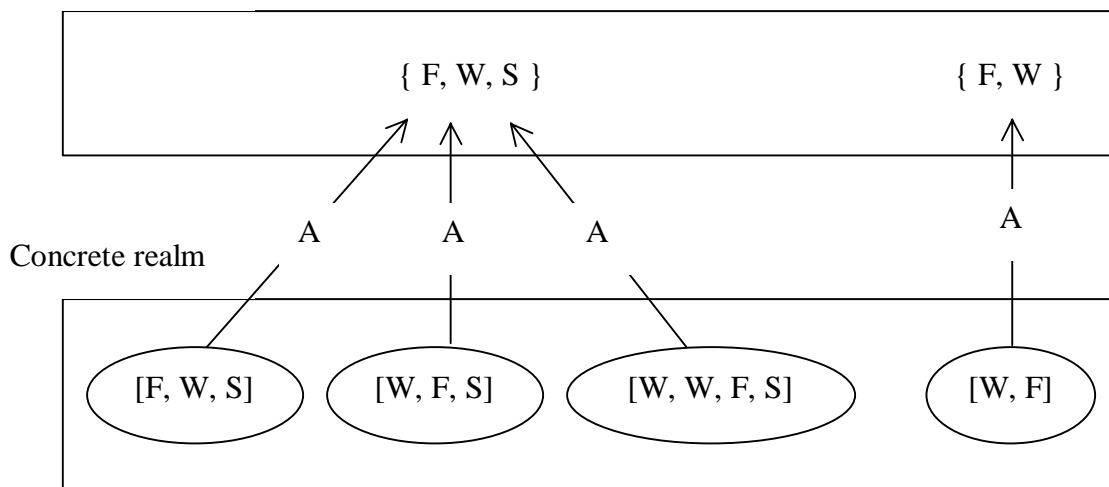 { F, W, S } { F, W }
A A A A
Concrete realm
[F, W, S] [W, F, S] [W, W, F, S] [W, F]